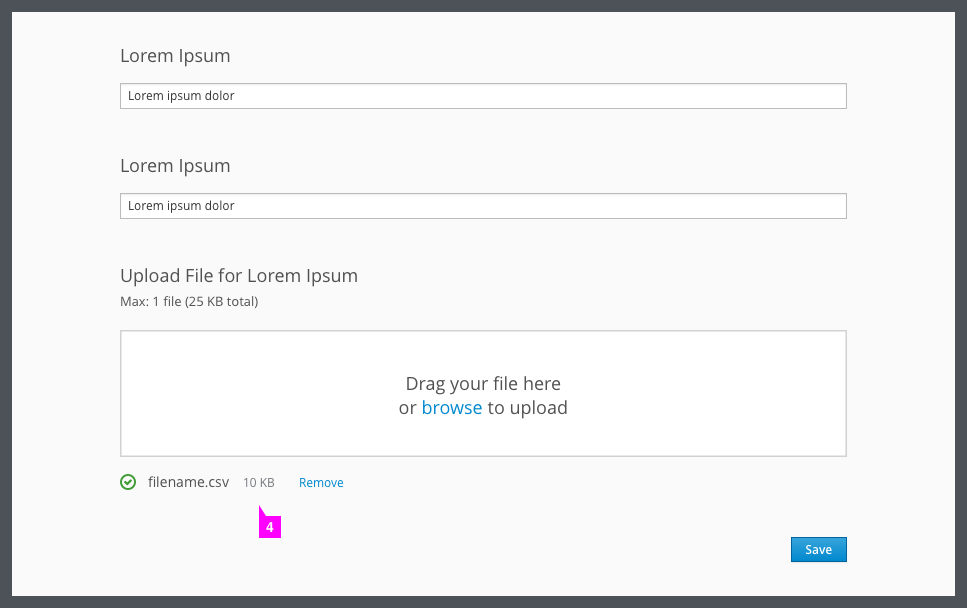 Lorem Ipsum
Lorem ipsum dolor
Lorem Ipsum
Lorem ipsum dolor
Upload File for Lorem Ipsum
Max: 1 file (25 KB total)
Drag your file here
or browse to upload
filename.csv 10 KB Remove
4
Save